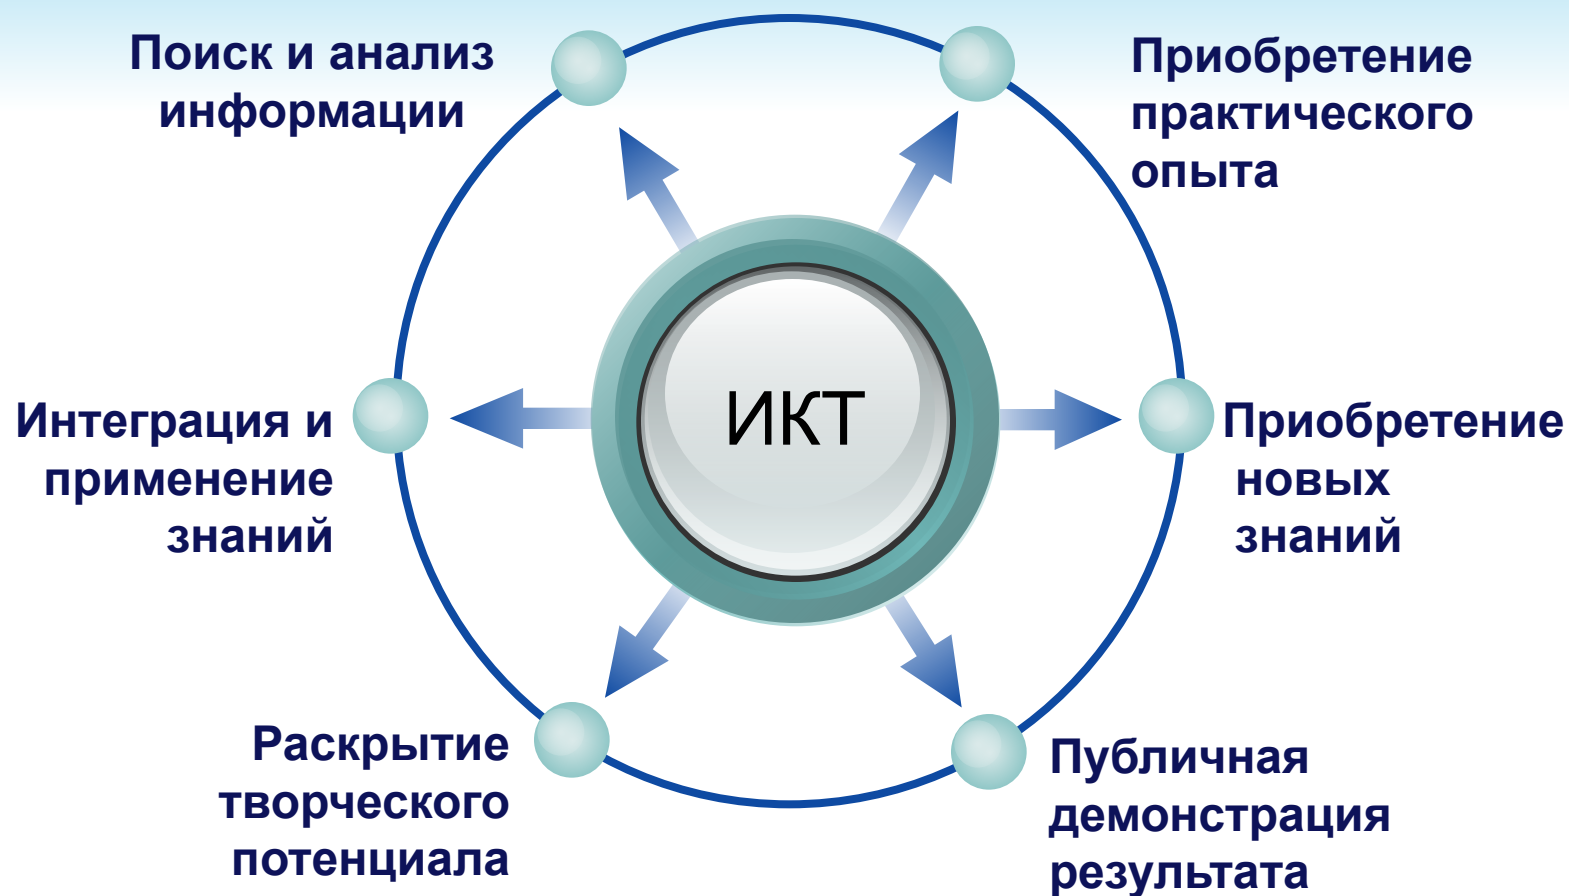 Поиск и анализ
информации
Приобретение
практического
опыта
ИКТ
Интеграция и
применение
знаний
Приобретение
новых
знаний
Раскрытие
творческого
потенциала
Публичная
демонстрация
результата